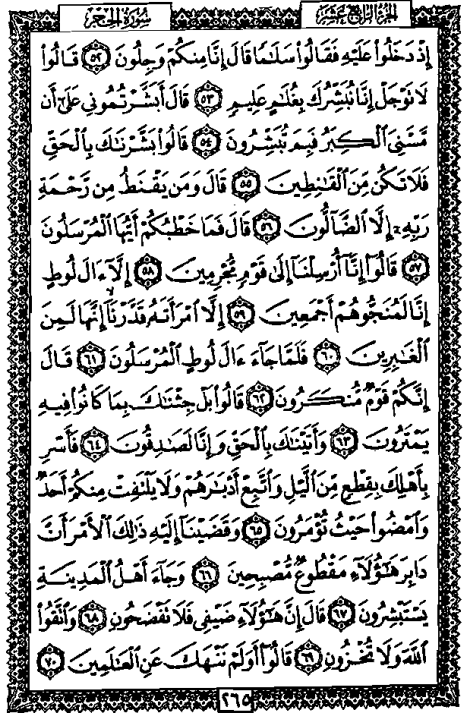 سُورَةُ الحِجْرِ الجزء الرابع عشر
إِذْ دَخَلُوا۟ عَلَيْهِ فَقَالُوا۟ سَلَـٰمًا قَالَ إِنَّا مِنكُمْ وَجِلُونَ ٥٢ قَالُوا۟
لَا تَوْجَلْ إِنَّا نُبَشِّرُكَ بِغُلَـٰمٍ عَلِيمٍ ٥٣ قَالَ أَبَشَّرْتُمُونِى عَلَىٰٓ أَن
مَّسَّنِىَ ٱلْكِبَرُ فَبِمَ تُبَشِّرُونَ ٥٤ قَالُوا۟ بَشَّرْنَـٰكَ بِٱلْحَقِّ
فَلَا تَكُن مِّنَ ٱلْقَـٰنِطِينَ ٥٥ قَالَ وَمَن يَقْنَطُ مِن رَّحْمَةِ
رَبِّهِۦٓ إِلَّا ٱلضَّآلُّونَ ٥٦ قَالَ فَمَا خَطْبُكُمْ أَيُّهَا ٱلْمُرْسَلُونَ
٥٧ قَالُوٓا۟ إِنَّآ أُرْسِلْنَآ إِلَىٰ قَوْمٍ مُّجْرِمِينَ ٥٨ إِلَّآ ءَالَ لُوطٍ
إِنَّا لَمُنَجُّوهُمْ أَجْمَعِينَ ٥٩ إِلَّا ٱمْرَأَتَهُۥ قَدَّرْنَآ إِنَّهَا لَمِنَ
ٱلْغَـٰبِرِينَ ٦٠ فَلَمَّا جَآءَ ءَالَ لُوطٍ ٱلْمُرْسَلُونَ ٦١ قَالَ
إِنَّكُمْ قَوْمٌ مُّنكَرُونَ ٦٢ قَالُوا۟ بَلْ جِئْنَـٰكَ بِمَا كَانُوا۟ فِيهِ
يَمْتَرُونَ ٦٣ وَأَتَيْنَـٰكَ بِٱلْحَقِّ وَإِنَّا لَصَـٰدِقُونَ ٦٤ فَأَسْرِ
بِأَهْلِكَ بِقِطْعٍ مِّنَ ٱلَّيْلِ وَٱتَّبِعْ أَدْبَـٰرَهُمْ وَلَا يَلْتَفِتْ مِنكُمْ أَحَدٌ
وَٱمْضُوا۟ حَيْثُ تُؤْمَرُونَ ٦٥ وَقَضَيْنَآ إِلَيْهِ ذَٰلِكَ ٱلْأَمْرَ أَنَّ
دَابِرَ هَـٰٓؤُلَآءِ مَقْطُوعٌ مُّصْبِحِينَ ٦٦ وَجَآءَ أَهْلُ ٱلْمَدِينَةِ
يَسْتَبْشِرُونَ ٦٧ قَالَ إِنَّ هَـٰٓؤُلَآءِ ضَيْفِى فَلَا تَفْضَحُونِ ٦٨ وَٱتَّقُوا۟
ٱللَّهَ وَلَا تُخْزُونِ ٦٩ قَالُوٓا۟ أَوَلَمْ نَنْهَكَ عَنِ ٱلْعَـٰلَمِينَ ٧٠
٢٦٥